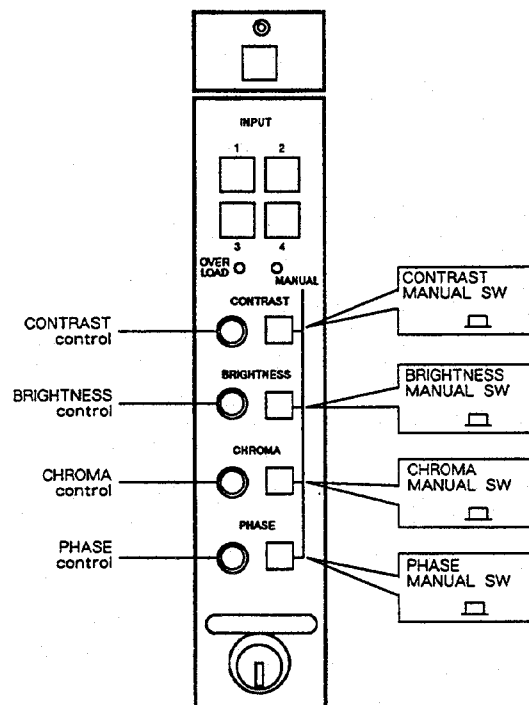 INPUT
1 2
3 4
OVER
LOAD
MANUAL
CONTRAST
BRIGHTNESS
CHROMA
PHASE
CONTRAST
control
BRIGHTNESS
control
CHROMA
control
PHASE
control
CONTRAST
MANUAL SW
BRIGHTNESS
MANUAL SW
CHROMA
MANUAL SW
PHASE
MANUAL SW